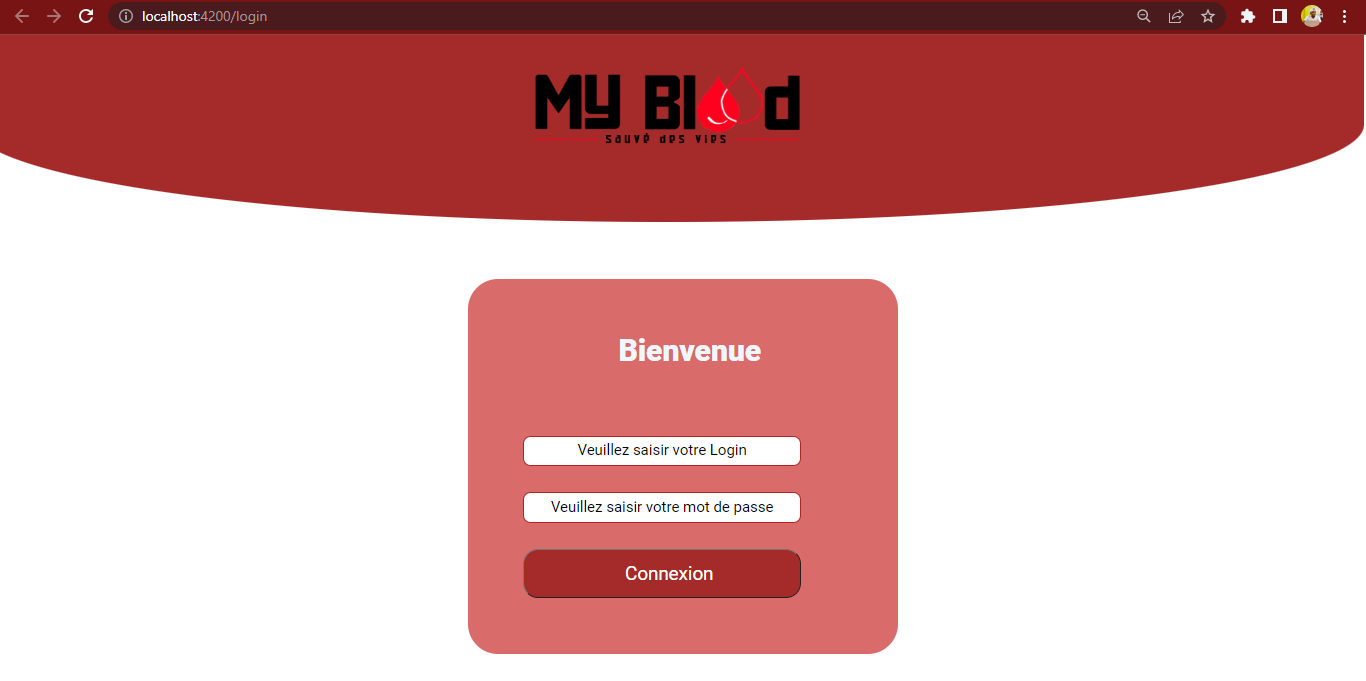 localhost:4200/login
My Blood
sauvé des vies
Bienvenue
Veuillez saisir votre Login
Veuillez saisir votre mot de passe
Connexion